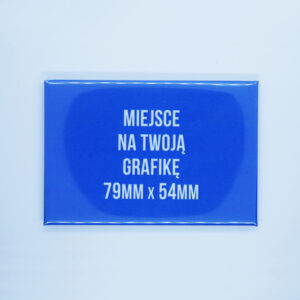 MIEJSCE
NA TWOJĄ
GRAFIKĘ
79MM x 54MM